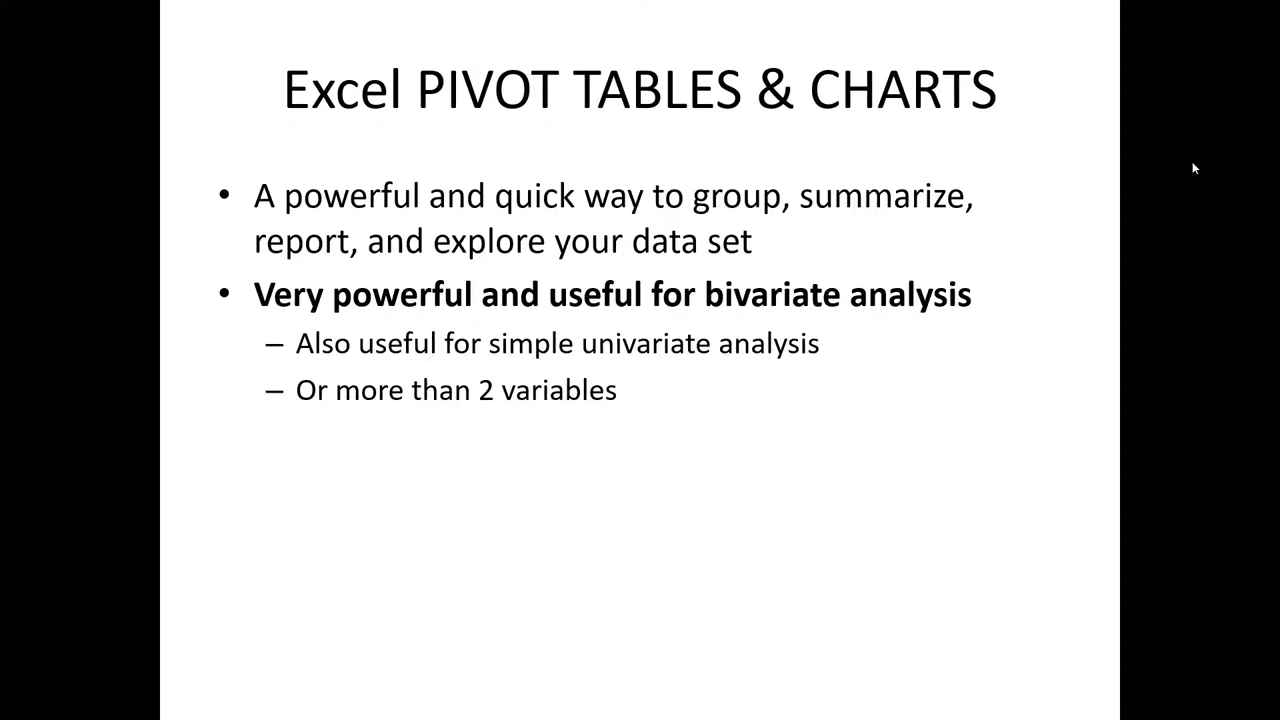 Excel PIVOT TABLES & CHARTS
• A powerful and quick way to group, summarize,
report, and explore your data set
• Very powerful and useful for bivariate analysis
– Also useful for simple univariate analysis
– Or more than 2 variables